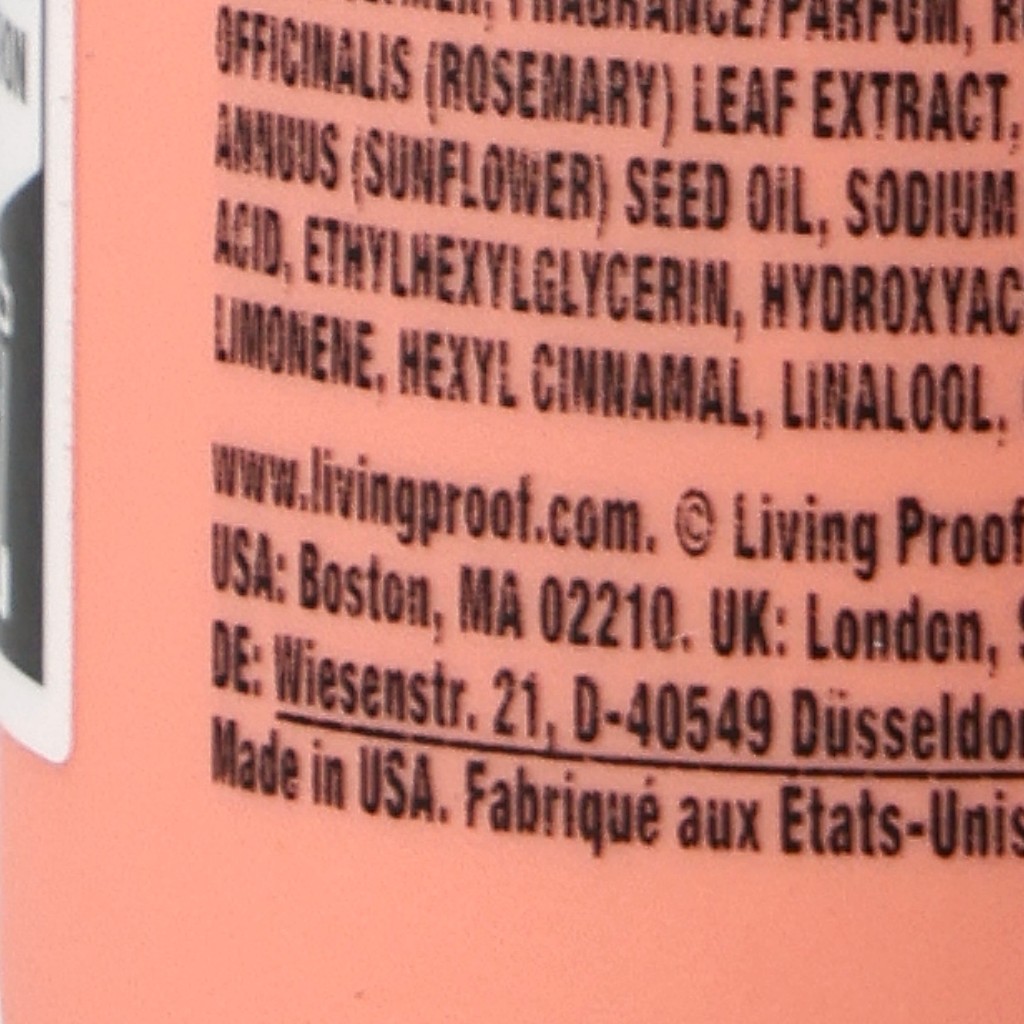 FRAGRANCE/PARFUM,
OFFICINALIS (ROSEMARY) LEAF EXTRACT,
ANNUUS (SUNFLOWER) SEED OIL, SODIUM
ACID, ETHYLHEXYLGLYCERIN, HYDROXYAC
LIMONENE, HEXYL CINNAMAL, LINALOOL,
www.livingproof.com. © Living Proof
USA: Boston, MA 02210. UK: London,
DE: Wiesenstr. 21, D-40549 Düsseldor
Made in USA. Fabriqué aux Etats-Unis